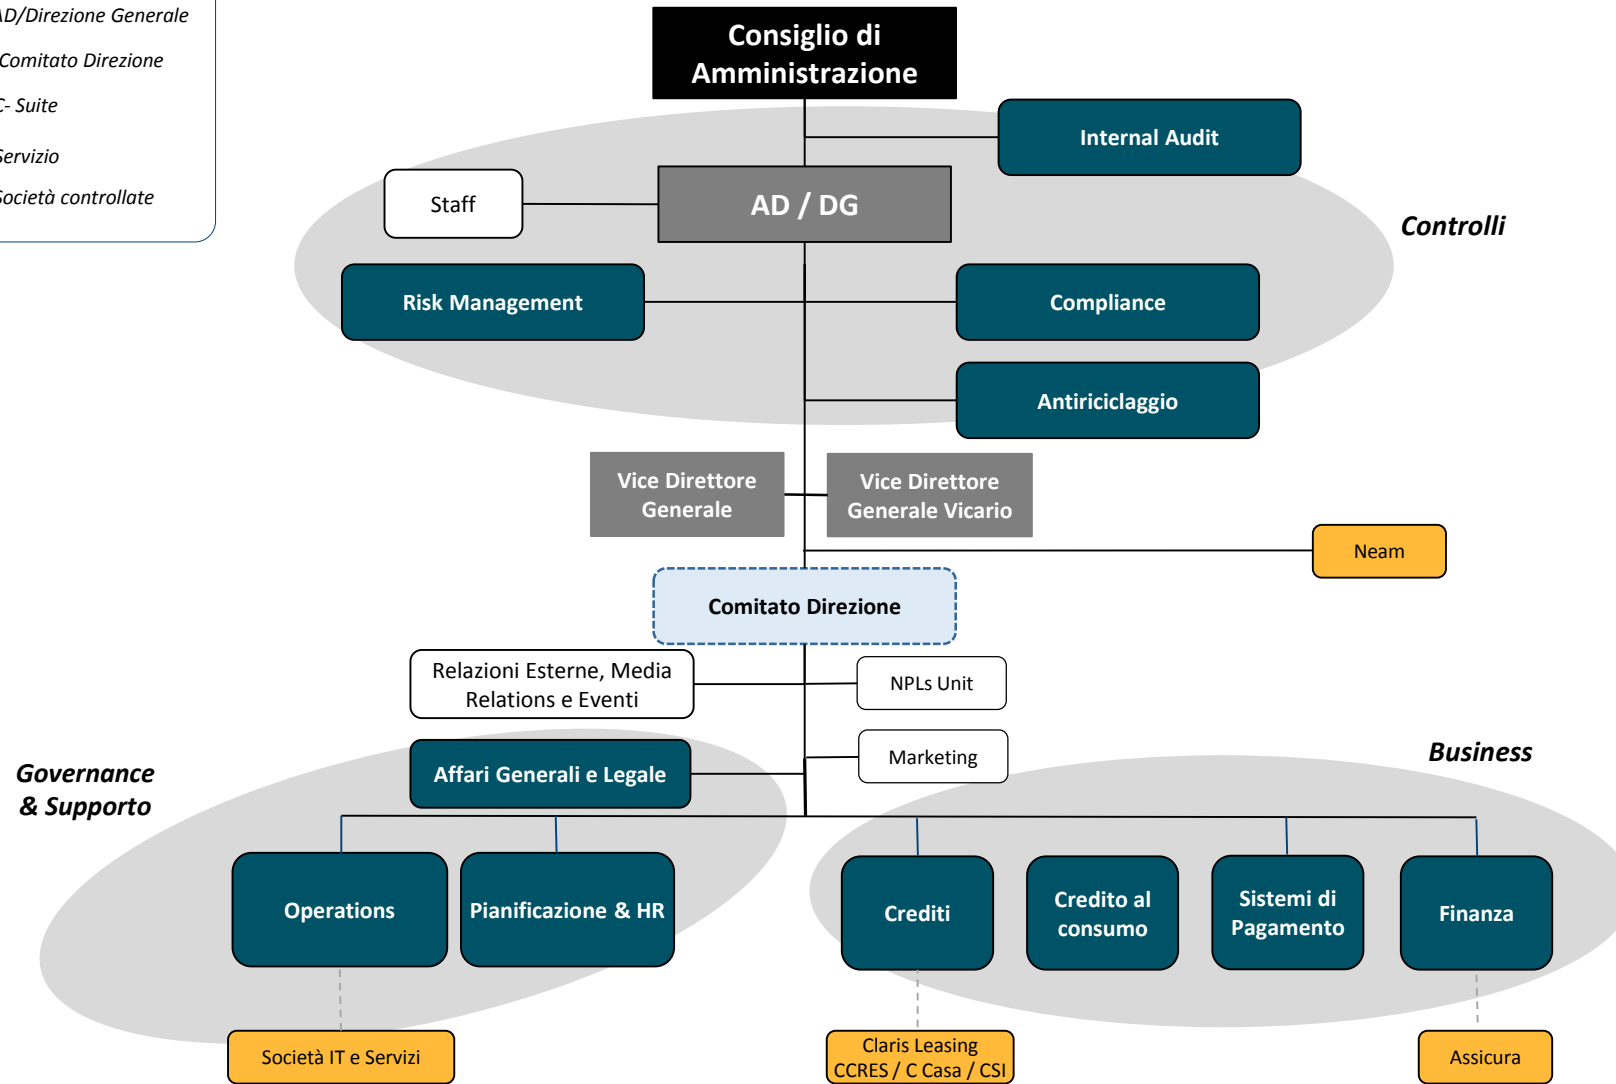 AD/Direzione Generale
Comitato Direzione
C- Suite
Servizio
Società controllate
Consiglio di
Amministrazione
Internal Audit
Staff
AD / DG
Controlli
Risk Management
Compliance
Antiriciclaggio
Vice Direttore
Generale
Vice Direttore
Generale Vicario
Neam
Comitato Direzione
Relazioni Esterne, Media
Relations e Eventi
NPLs Unit
Marketing
Affari Generali e Legale
Governance
& Supporto
Business
Operations
Pianificazione & HR
Crediti
Credito al
consumo
Sistemi di
Pagamento
Finanza
Società IT e Servizi
Claris Leasing
CCRES / C Casa / CSI
Assicura